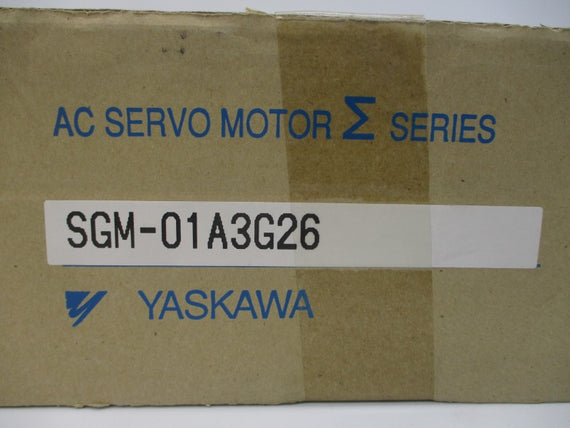 AC SERVO MOTOR Σ SERIES
SGM-01A3G26
YASKAWA